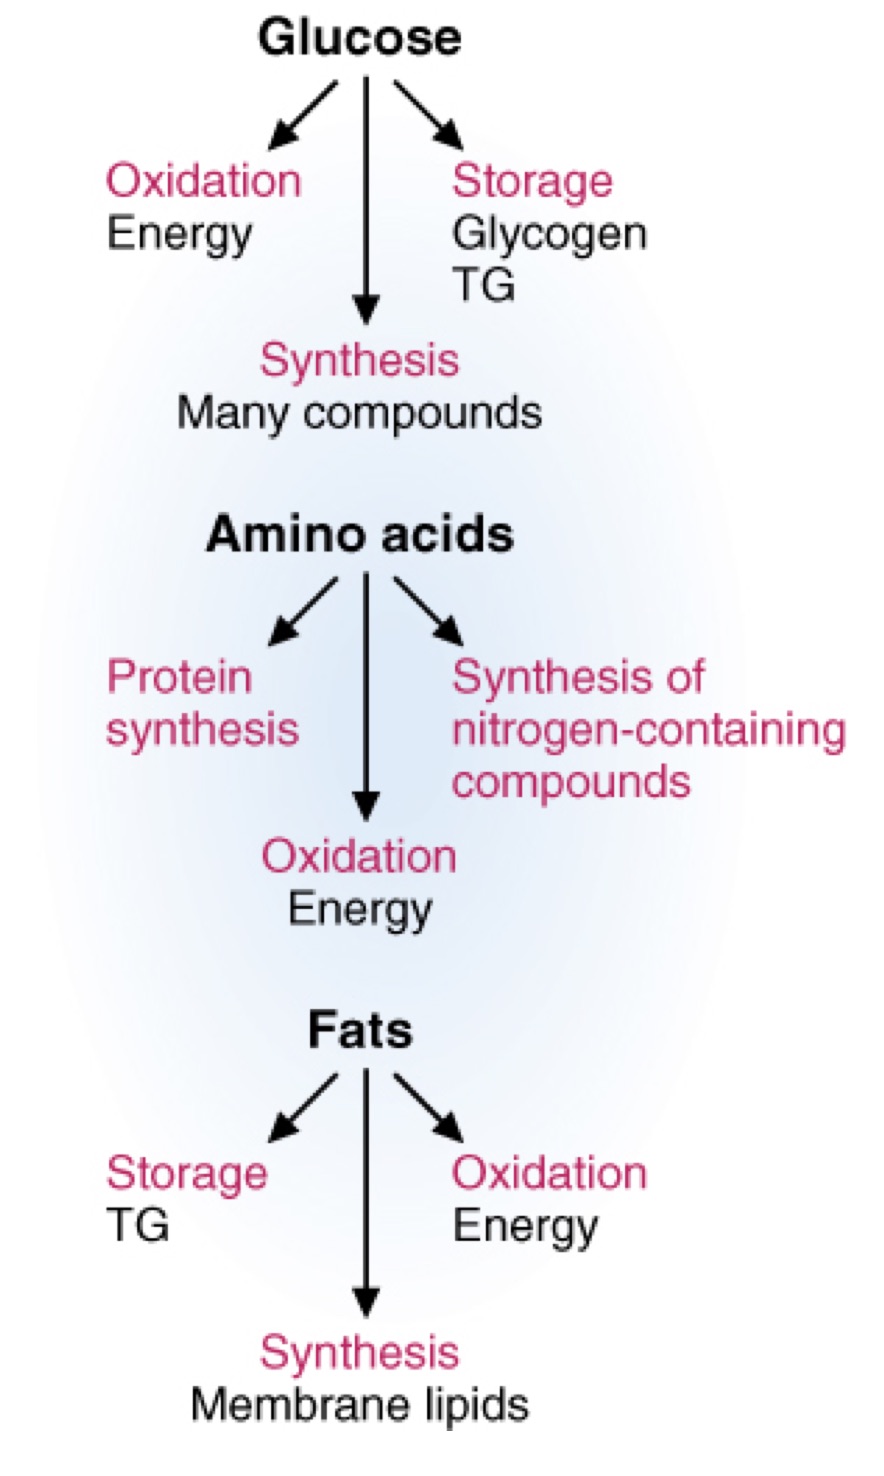 Glucose
Oxidation
Energy
Storage
Glycogen
TG
Synthesis
Many compounds
Amino acids
Protein
synthesis
Synthesis of
nitrogen-containing
compounds
Oxidation
Energy
Fats
Storage
TG
Oxidation
Energy
Synthesis
Membrane lipids